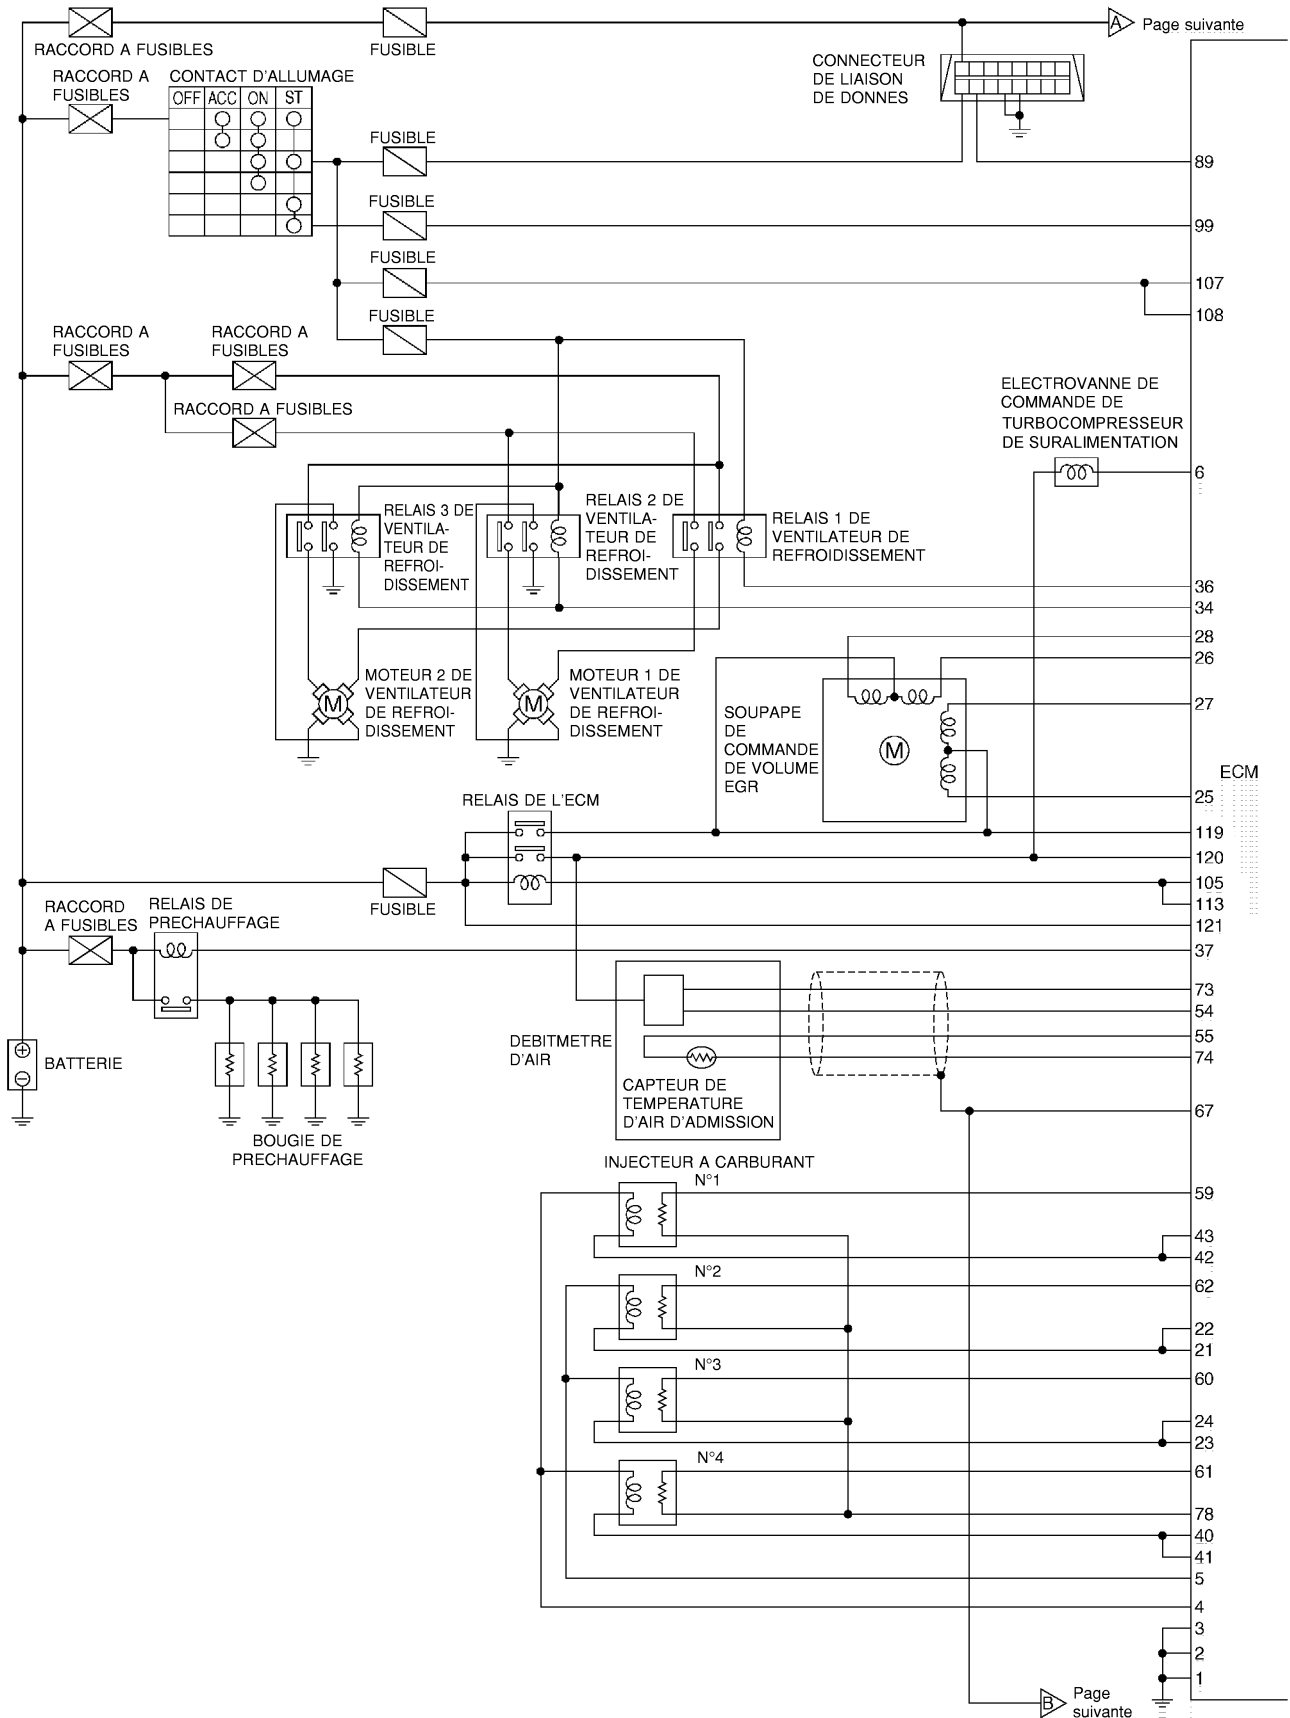 A Page suivante
RACCORD A FUSIBLES
FUSIBLE
CONNECTEUR
DE LIAISON
DE DONNES
RACCORD A
FUSIBLES
CONTACT D'ALLUMAGE
OFF ACC ON ST
FUSIBLE
89
FUSIBLE
99
FUSIBLE
107
108
FUSIBLE
RACCORD A
FUSIBLES
RACCORD A
FUSIBLES
RACCORD A FUSIBLES
ELECTROVANNE DE
COMMANDE DE
TURBOCOMPRESSEUR
DE SURALIMENTATION
6
RELAIS 3 DE
VENTILA-
TEUR DE
REFROI-
DISSEMENT
RELAIS 2 DE
VENTILA-
TEUR DE
REFROI-
DISSEMENT
RELAIS 1 DE
VENTILATEUR DE
REFROIDISSEMENT
36
34
28
26
27
25
M
MOTEUR 2 DE
VENTILATEUR
DE REFROI-
DISSEMENT
M
MOTEUR 1 DE
VENTILATEUR
DE REFROI-
DISSEMENT
SOUPAPE
DE
COMMANDE
DE VOLUME
EGR
M
ECM
RELAIS DE L'ECM
119
120
105
113
121
37
FUSIBLE
RACCORD
A FUSIBLES
RELAIS DE
PRECHAUFFAGE
73
54
55
74
67
BATTERIE
DEBITMETRE
D'AIR
CAPTEUR DE
TEMPERATURE
D'AIR D'ADMISSION
BOUGIE DE
PRECHAUFFAGE
INJECTEUR A CARBURANT
N°1
59
43
42
N°2
62
22
21
N°3
60
24
23
N°4
61
78
40
41
5
4
3
2
1
B Page
suivante